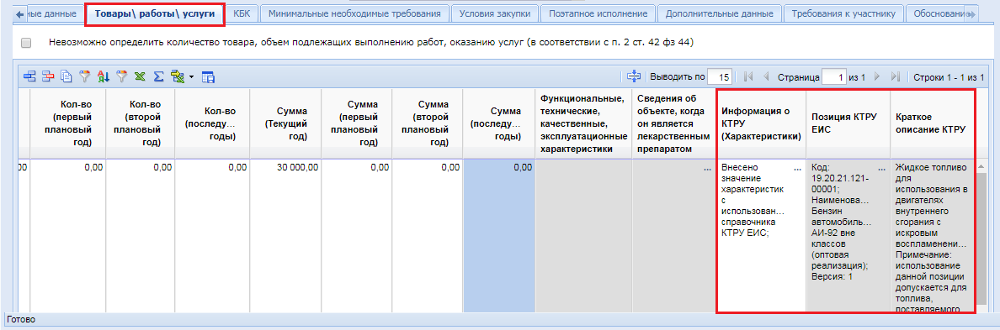 ные данные Товары\ работы\ услуги КБК Минимальные необходимые требования Условия закупки Поэтапное исполнение Дополнительные данные Требования к участнику Обоснование
Невозможно определить количество товара, объем подлежащих выполнению работ, оказанию услуг (в соответствии с п. 2 ст. 42 фз 44)
Выводить по 15 Страница 1 из 1 Строки 1 - 1 из 1
Кол-во
(первый
плановый
год)
Кол-во
(второй
плановый
год)
Кол-во
(последу...
годы)
Сумма
(Текущий
год)
Сумма
(первый
плановый
год)
Сумма
(второй
плановый
год)
Сумма
(последу...
годы)
Функциональные,
технические,
качественные,
эксплуатационные
характеристики
Сведения об
объекте, когда
он является
лекарственным
препаратом
Информация о
КТРУ
(Характеристики)
Позиция КТРУ
ЕИС
Краткое
описание КТРУ
00 0,00 0,00 0,00 30 000,00 0,00 0,00 0,00 ...
Внесено ...
значение
характеристик
с
использован...
справочника
КТРУ ЕИС;
Код: ...
19.20.21.121-
00001;
Наименова...
Бензин
автомобиль...
АИ-92 вне
классов
(оптовая
реализация);
Версия: 1
Жидкое топливо
для
использования в
двигателях
внутреннего
сгорания с
искровым
воспламенени...
Примечание:
использование
данной позиции
допускается для
топлива,
поставляемого
Готово